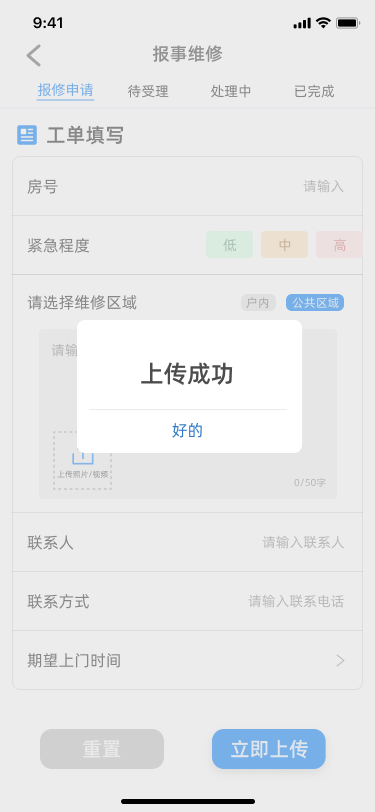 9:41
报事维修
报修申请 待受理 处理中 已完成
工单填写
房号 请输入
紧急程度 低 中 高
请选择维修区域 户内 公共区域
请输
上传成功
好的
上传照片/视频
0/50字
联系人 请输入联系人
联系方式 请输入联系电话
期望上门时间
重置 立即上传